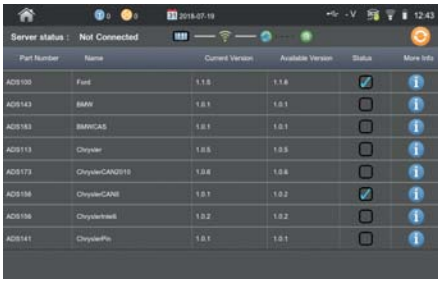 0 0 31 2018-07-19 -V 12:43
Server status : Not Connected
Part Number Name Current Version Available Version Status More Info
ADS100 Ford 1.1.6 1.1.6
ADS143 BMW 1.0.1 1.0.1
ADS183 BMWCAS 1.0.1 1.0.1
ADS113 Chrysler 1.0.5 1.0.5
ADS173 ChryslerCAN2010 1.0.6 1.0.6
ADS156 ChryslerCANII 1.0.1 1.0.2
ADS156 1.0.2 1.0.2
ADS141 ChryslerPin 1.0.1 1.0.1